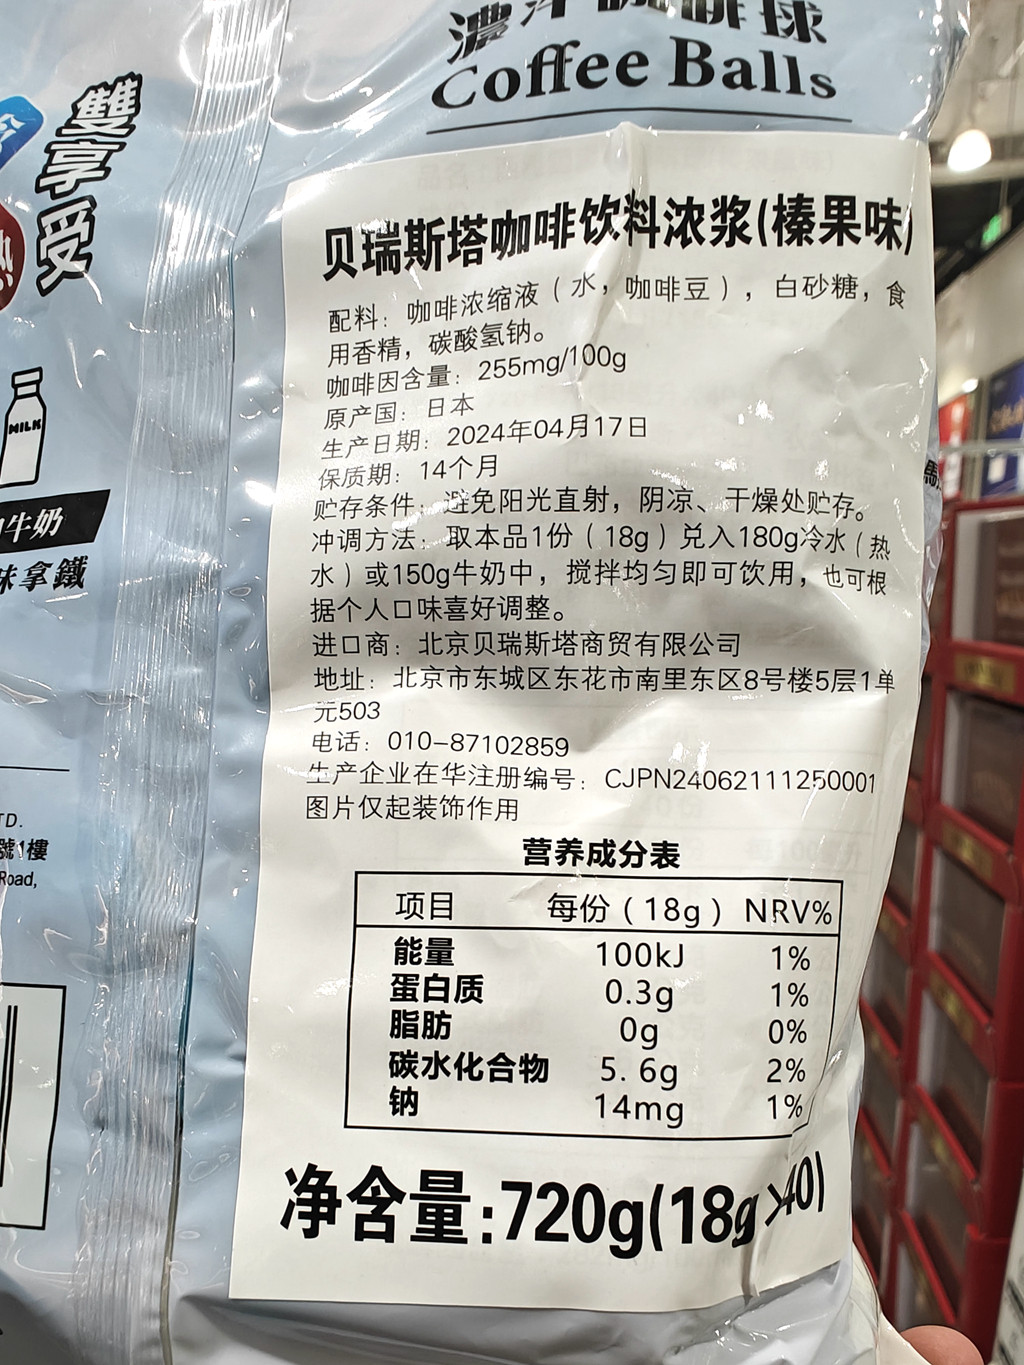 球
Coffee Balls
雙享受
MILK
牛奶
味拿鐵
TD.
號1樓
Road,
贝瑞斯塔咖啡饮料浓浆(榛果味)
配料：咖啡浓缩液（水，咖啡豆），白砂糖，食
用香精，碳酸氢钠。
咖啡因含量：255mg/100g
原产国：日本
生产日期：2024年04月17日
保质期：14个月
贮存条件：避免阳光直射，阴凉、干燥处贮存。
冲调方法：取本品1份（18g）兑入180g冷水（热
水）或150g牛奶中，搅拌均匀即可饮用，也可根
据个人口味喜好调整。
进口商：北京贝瑞斯塔商贸有限公司
地址：北京市东城区东花市南里东区8号楼5层1单
元503
电话：010-87102859
生产企业在华注册编号：CJPN24062111250001
图片仅起装饰作用
营养成分表
项目 每份（18g） NRV%
能量 100kJ 1%
蛋白质 0.3g 1%
脂肪 0g 0%
碳水化合物 5.6g 2%
钠 14mg 1%
净含量:720g(18g×40)